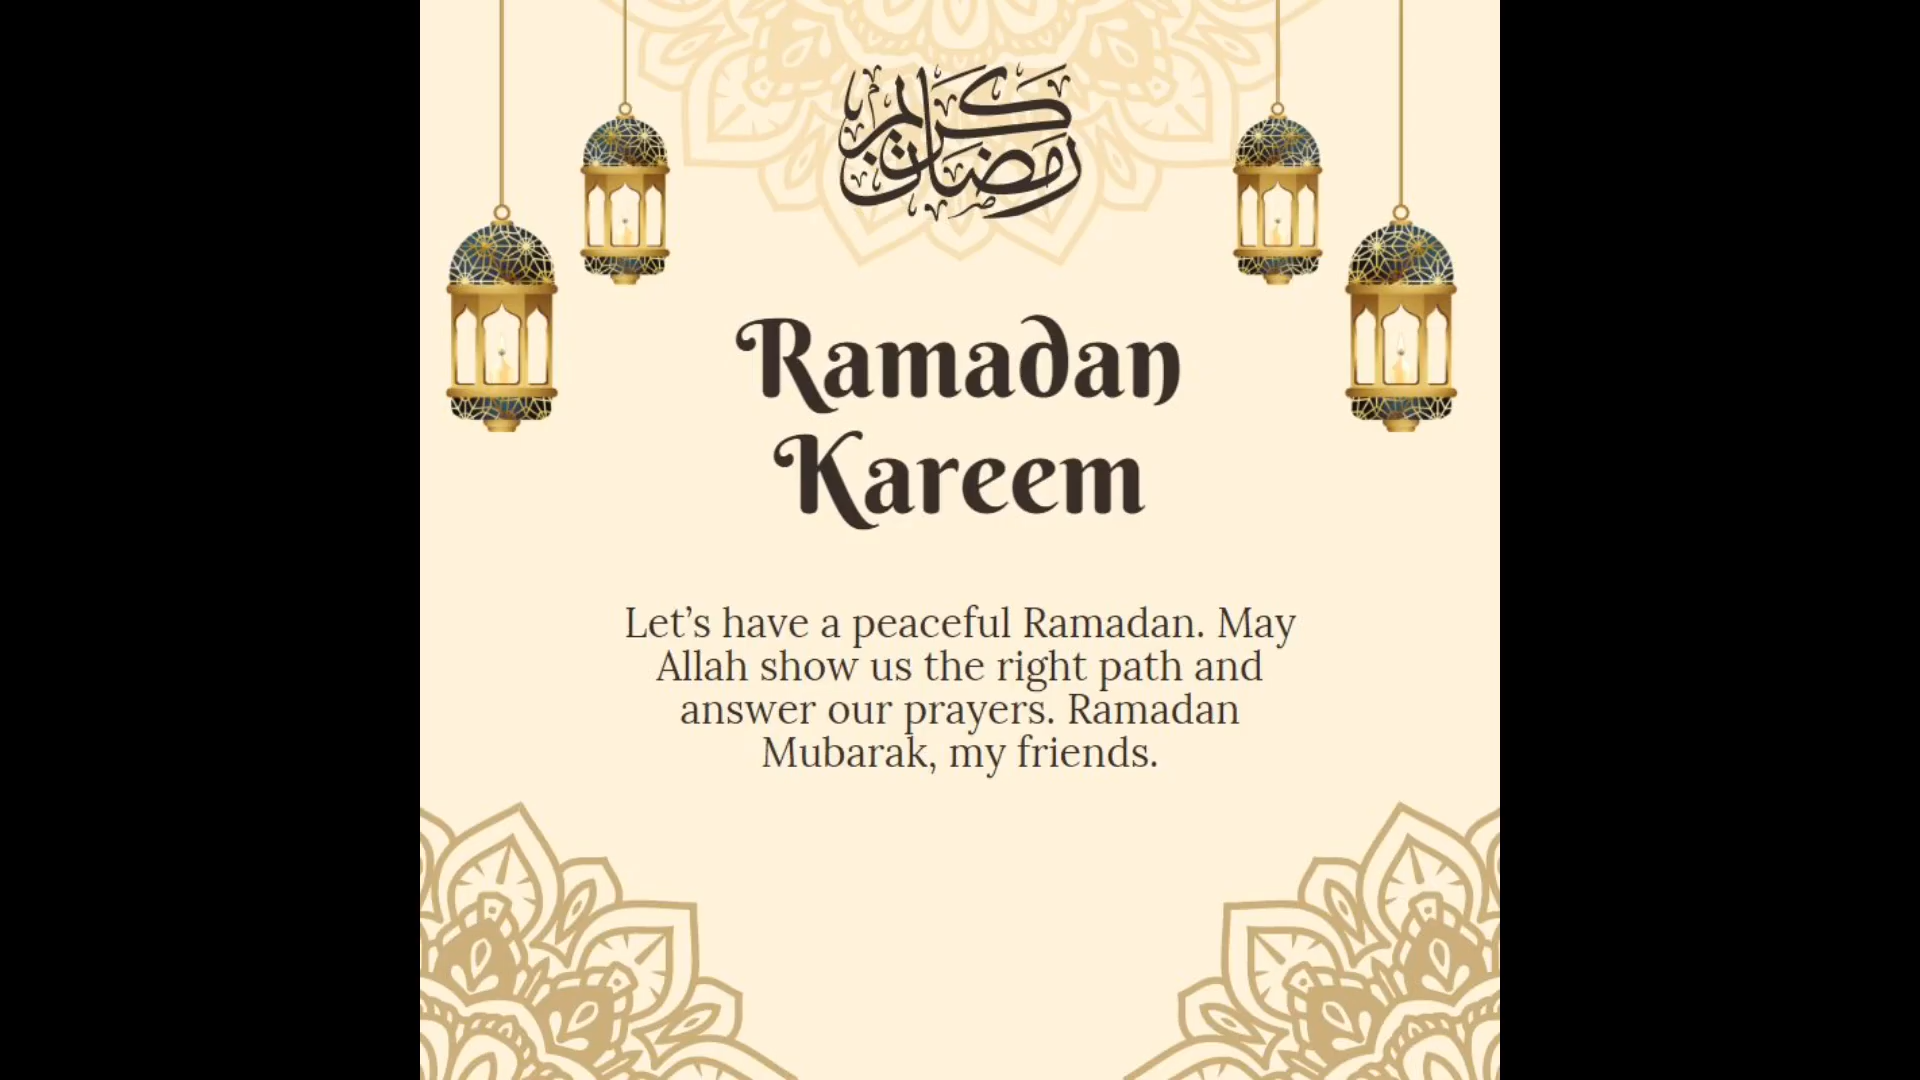 رمضان كريم
Ramadan
Kareem
Let’s have a peaceful Ramadan. May
Allah show us the right path and
answer our prayers. Ramadan
Mubarak, my friends.